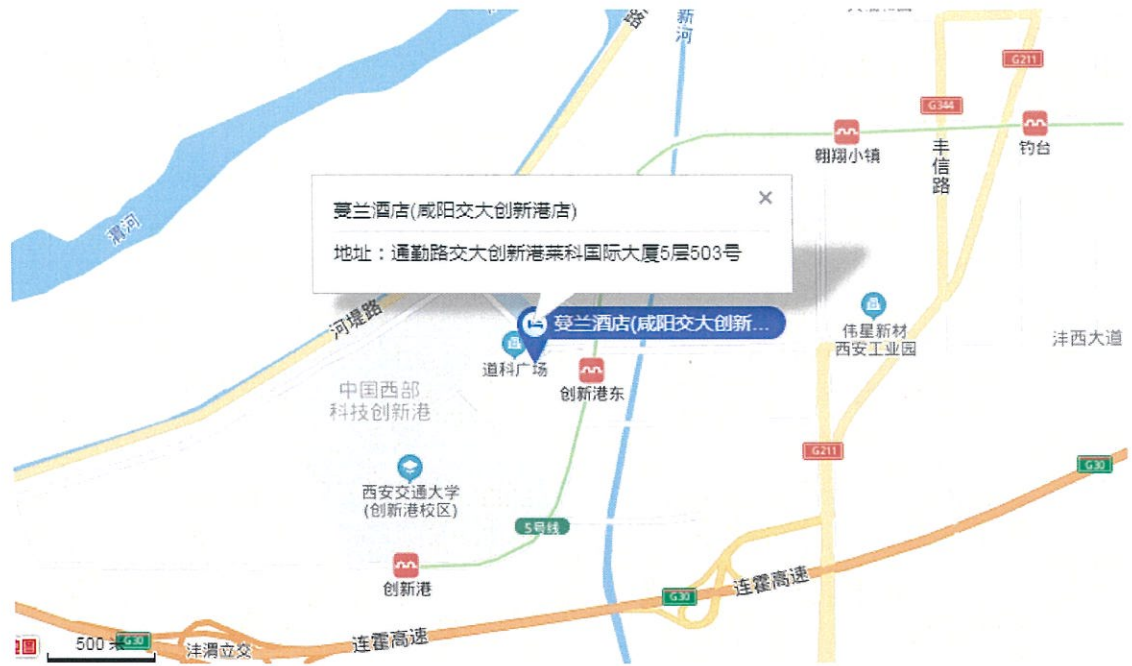 路
新河
G211
G344
翱翔小镇
钓台
丰信路
蔓兰酒店(咸阳交大创新港店)
×
渭河
地址：通勤路交大创新港莱科国际大厦5层503号
河堤路
蔓兰酒店(咸阳交大创新...
伟星新材
西安工业园
沣西大道
道科广场
创新港东
中国西部
科技创新港
G211
G30
西安交通大学
(创新港校区)
5号线
创新港
G30
连霍高速
500 米
G30
沣渭立交
连霍高速